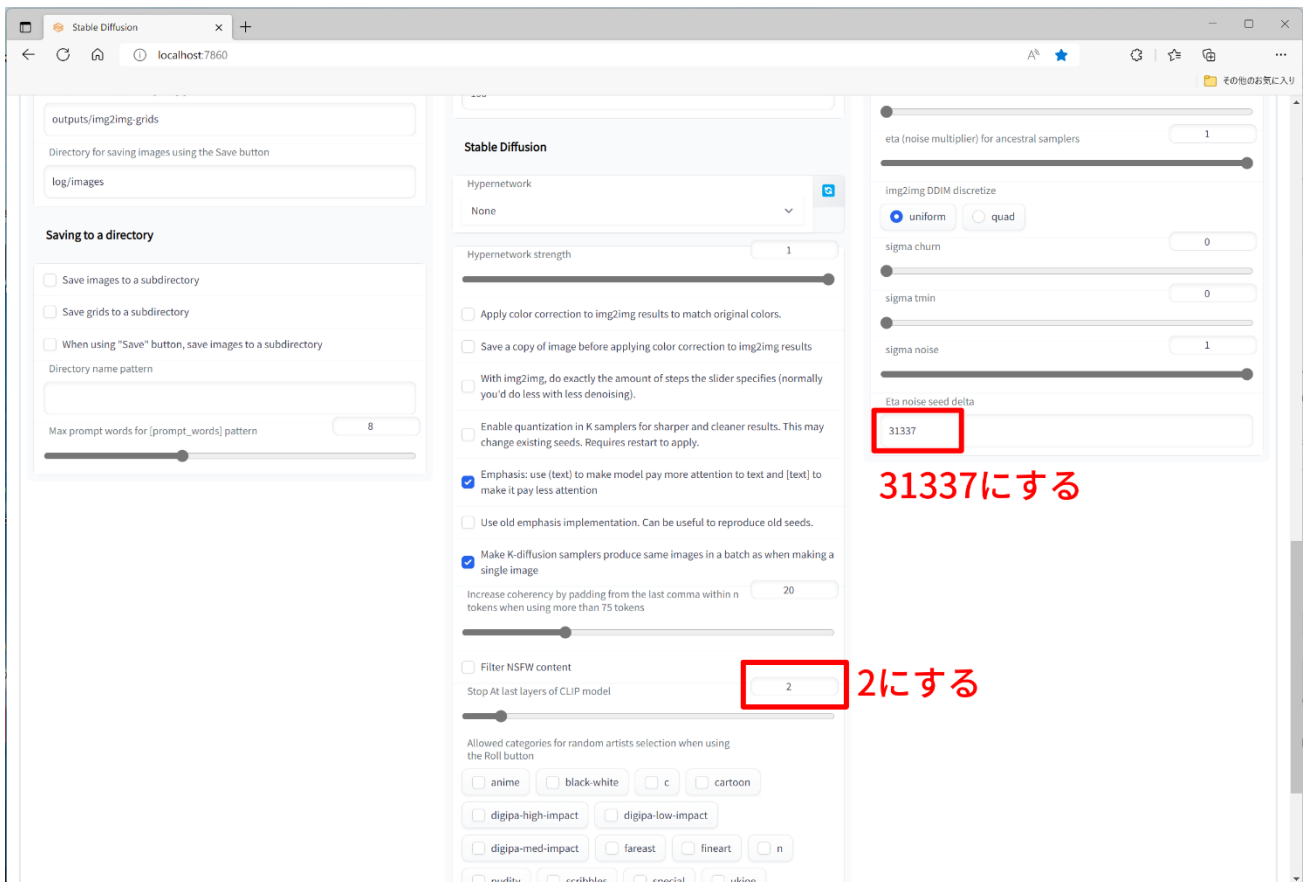 Stable Diffusion
localhost:7860
その他のお気に入り
outputs/img2img-grids
Directory for saving images using the Save button
log/images
Saving to a directory
Save images to a subdirectory
Save grids to a subdirectory
When using "Save" button, save images to a subdirectory
Directory name pattern
Max prompt words for [prompt_words] pattern
8
Stable Diffusion
Hypernetwork
None
Hypernetwork strength
1
Apply color correction to img2img results to match original colors.
Save a copy of image before applying color correction to img2img results
With img2img, do exactly the amount of steps the slider specifies (normally
you'd do less with less denoising).
Enable quantization in K samplers for sharper and cleaner results. This may
change existing seeds. Requires restart to apply.
Emphasis: use (text) to make model pay more attention to text and [text] to
make it pay less attention
Use old emphasis implementation. Can be useful to reproduce old seeds.
Make K-diffusion samplers produce same images in a batch as when making a
single image
Increase coherency by padding from the last comma within n
tokens when using more than 75 tokens
20
Filter NSFW content
Stop At last layers of CLIP model
2
2にする
Allowed categories for random artists selection when using
the Roll button
anime
black-white
c
cartoon
digipa-high-impact
digipa-low-impact
digipa-med-impact
fareast
fineart
n
nudity
scribbles
special
ukioe
eta (noise multiplier) for ancestral samplers
1
img2img DDIM discretize
uniform
quad
sigma churn
0
sigma tmin
0
sigma noise
1
Eta noise seed delta
31337
31337にする